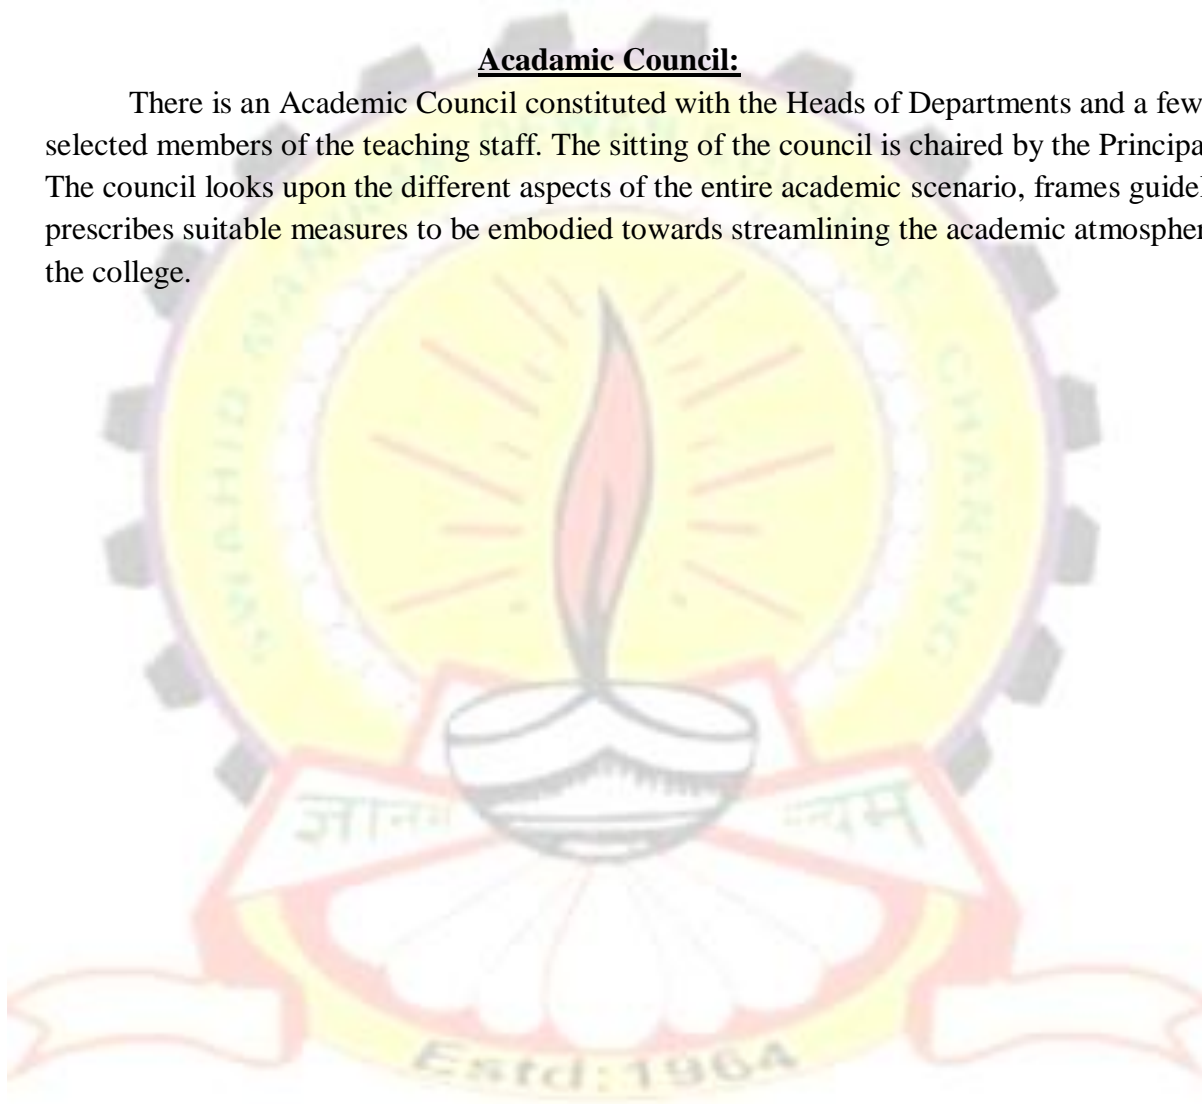 Acadamic Council:
There is an Academic Council constituted with the Heads of Departments and a few
selected members of the teaching staff. The sitting of the council is chaired by the Principa
The council looks upon the different aspects of the entire academic scenario, frames guidel
prescribes suitable measures to be embodied towards streamlining the academic atmospher
the college.
SWAHID CHARING
Estd: 1964